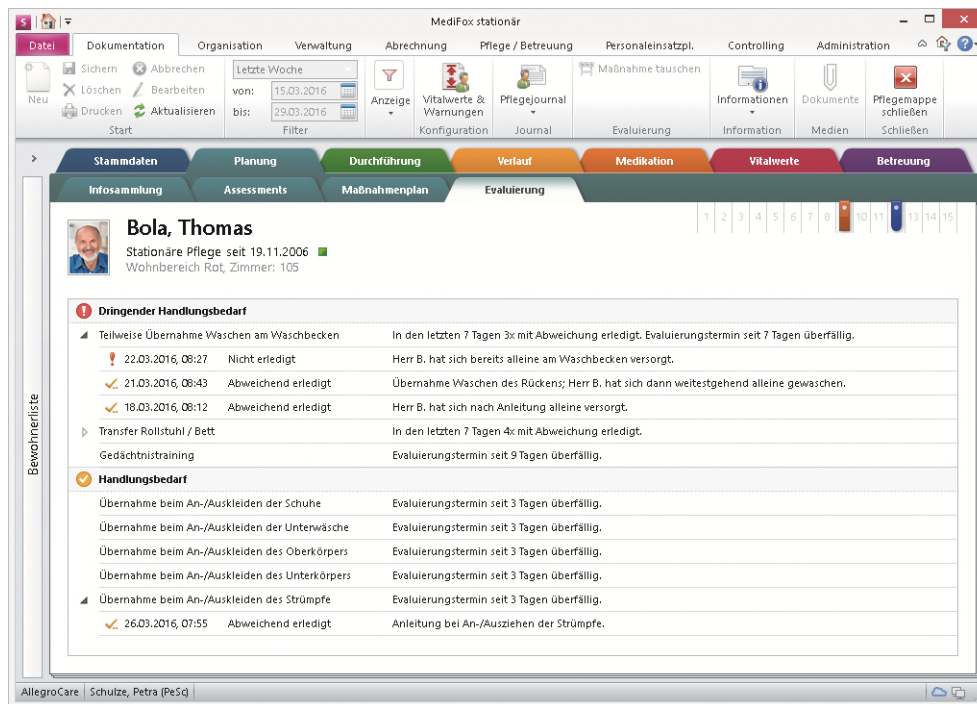 S
MediFox stationär
Datei Dokumentation Organisation Verwaltung Abrechnung Pflege / Betreuung Personaleinsatzpl. Controlling Administration
Neu
Sichern Abbrechen
Löschen Bearbeiten
Drucken Aktualisieren
Start
Letzte Woche
von: 15.03.2016
bis: 29.03.2016
Filter
Anzeige
Vitalwerte & Warnungen
Konfiguration
Pflegejournal
Journal
Maßnahme tauschen
Evaluierung
Informationen
Information
Dokumente
Medien
Pflegemappe schließen
Schließen
Stammdaten Planung Durchführung Verlauf Medikation Vitalwerte Betreuung
Infosammlung Assessments Maßnahmenplan Evaluierung
Bewohnerliste
Bola, Thomas
Stationäre Pflege seit 19.11.2006
Wohnbereich Rot, Zimmer: 105
1 2 3 4 5 6 7 8 10 11 13 14 15
Dringender Handlungsbedarf
Teilweise Übernahme Waschen am Waschbecken In den letzten 7 Tagen 3x mit Abweichung erledigt. Evaluierungstermin seit 7 Tagen überfällig.
22.03.2016, 08:27 Nicht erledigt Herr B. hat sich bereits alleine am Waschbecken versorgt.
21.03.2016, 08:43 Abweichend erledigt Übernahme Waschen des Rückens; Herr B. hat sich dann weitestgehend alleine gewaschen.
18.03.2016, 08:12 Abweichend erledigt Herr B. hat sich nach Anleitung alleine versorgt.
Transfer Rollstuhl / Bett In den letzten 7 Tagen 4x mit Abweichung erledigt.
Gedächtnistraining Evaluierungstermin seit 9 Tagen überfällig.
Handlungsbedarf
Übernahme beim An-/Auskleiden der Schuhe Evaluierungstermin seit 3 Tagen überfällig.
Übernahme beim An-/Auskleiden der Unterwäsche Evaluierungstermin seit 3 Tagen überfällig.
Übernahme beim An-/Auskleiden des Oberkörpers Evaluierungstermin seit 3 Tagen überfällig.
Übernahme beim An-/Auskleiden des Unterkörpers Evaluierungstermin seit 3 Tagen überfällig.
Übernahme beim An-/Auskleiden des Strümpfe Evaluierungstermin seit 3 Tagen überfällig.
26.03.2016, 07:55 Abweichend erledigt Anleitung bei An-/Ausziehen der Strümpfe.
AllegroCare Schulze, Petra (PeSc)